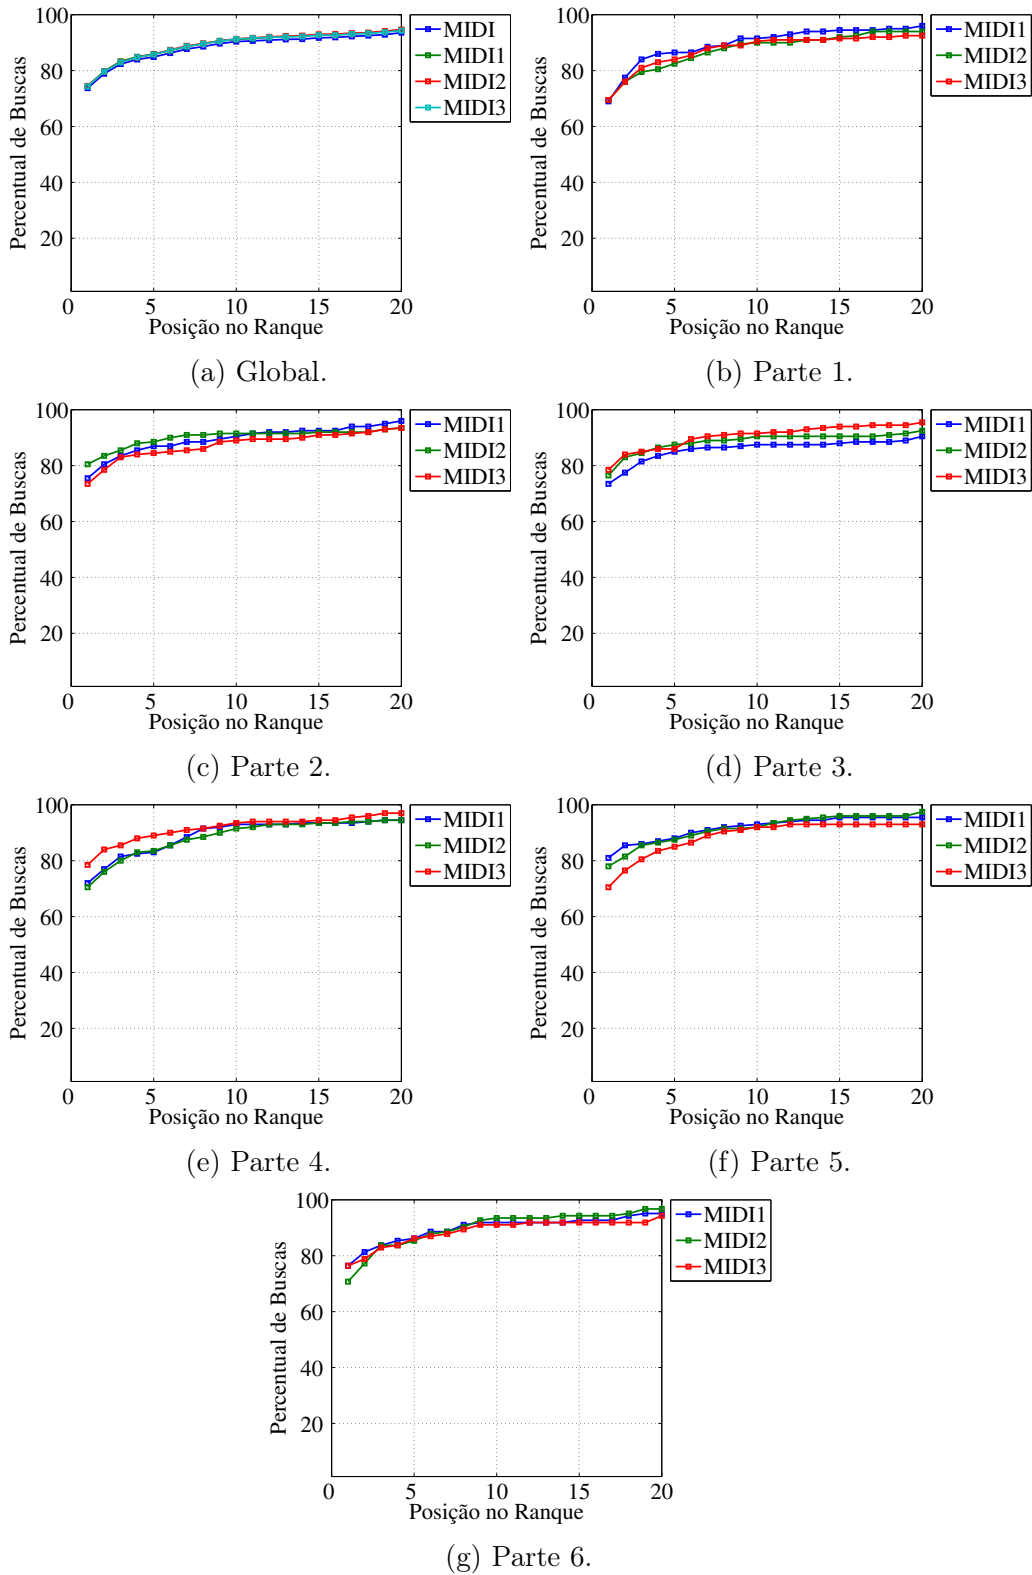 100
80
60
40
20
0
5
10
15
20
Percentual de Buscas
Posição no Ranque
MIDI
MIDI1
MIDI2
MIDI3
(a) Global.
100
80
60
40
20
0
5
10
15
20
Percentual de Buscas
Posição no Ranque
MIDI1
MIDI2
MIDI3
(b) Parte 1.
100
80
60
40
20
0
5
10
15
20
Percentual de Buscas
Posição no Ranque
MIDI1
MIDI2
MIDI3
(c) Parte 2.
100
80
60
40
20
0
5
10
15
20
Percentual de Buscas
Posição no Ranque
MIDI1
MIDI2
MIDI3
(d) Parte 3.
100
80
60
40
20
0
5
10
15
20
Percentual de Buscas
Posição no Ranque
MIDI1
MIDI2
MIDI3
(e) Parte 4.
100
80
60
40
20
0
5
10
15
20
Percentual de Buscas
Posição no Ranque
MIDI1
MIDI2
MIDI3
(f) Parte 5.
100
80
60
40
20
0
5
10
15
20
Percentual de Buscas
Posição no Ranque
MIDI1
MIDI2
MIDI3
(g) Parte 6.